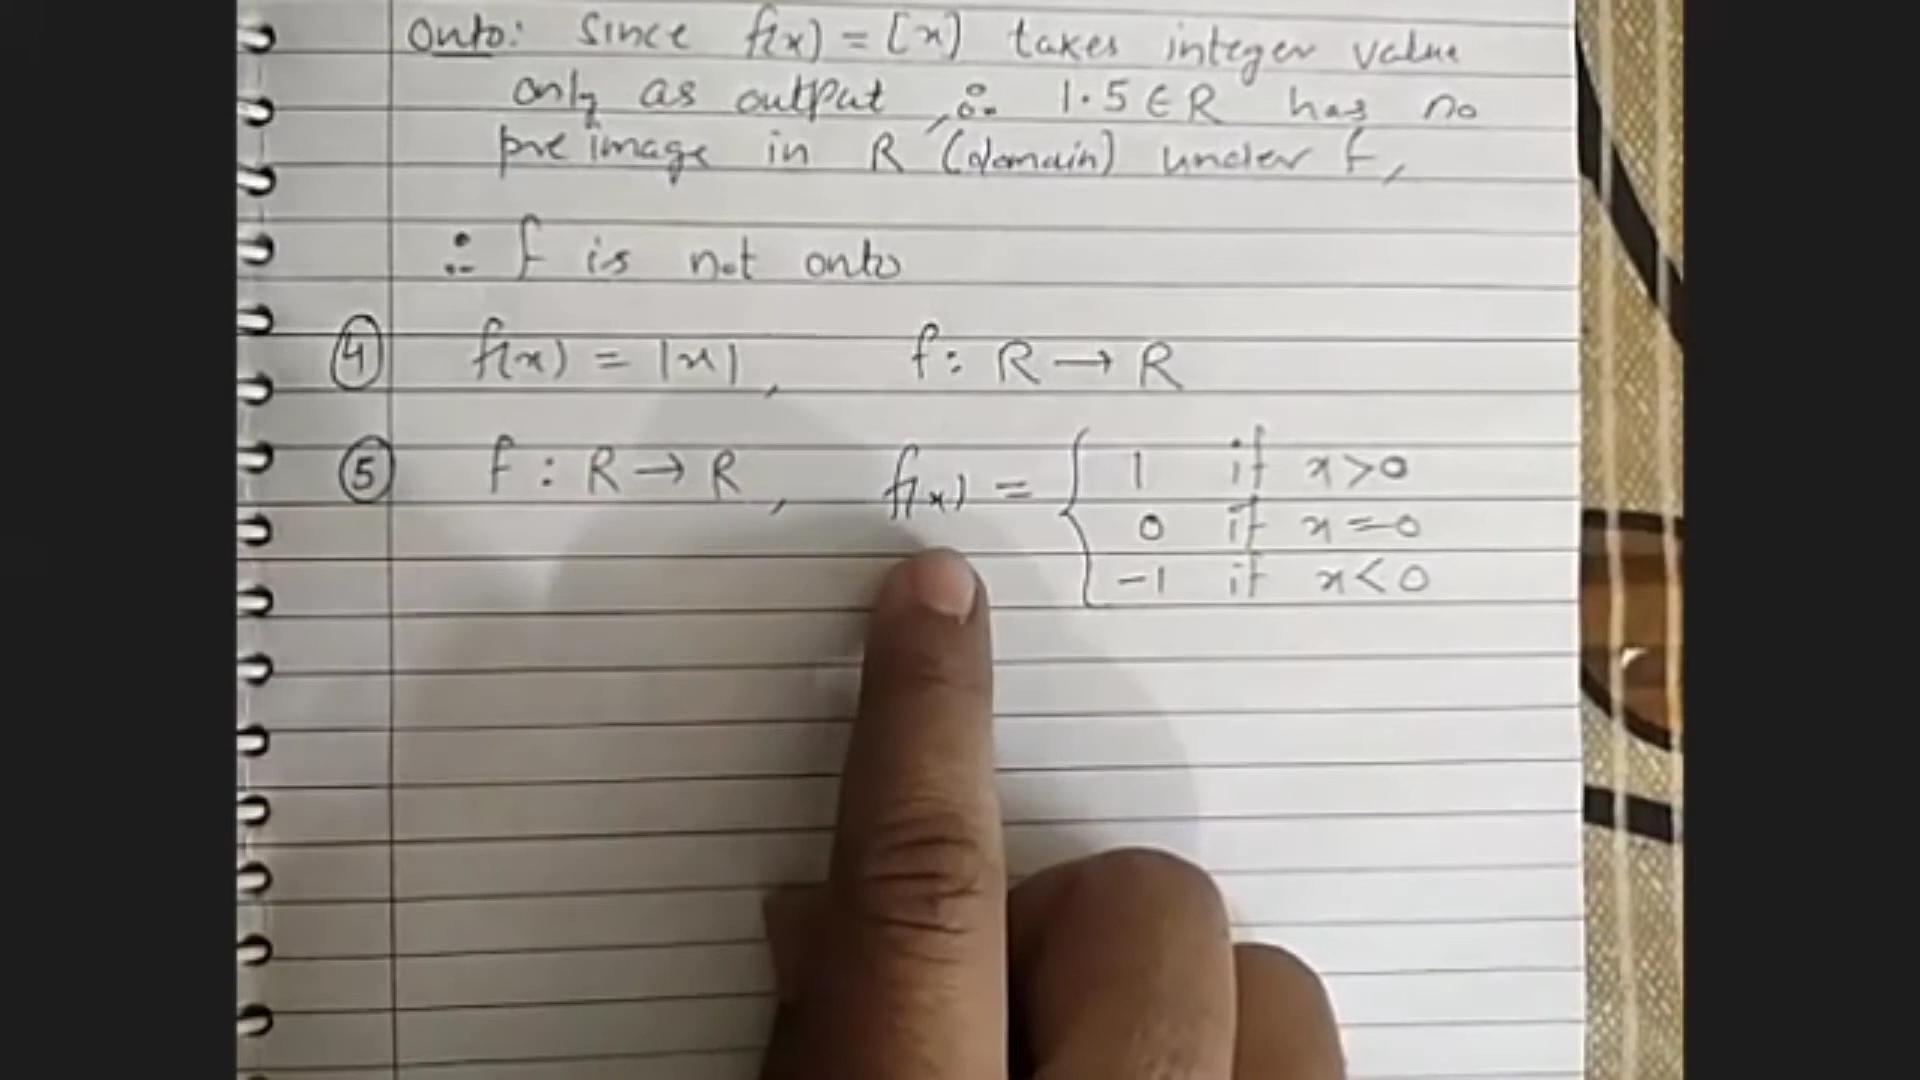 Onto: Since f(x) = [x] takes integer value
only as output, ∴ 1.5 ∈ R has no
pre image in R (domain) under f,
∴ f is not onto
④ f(x) = |x|, f: R → R
⑤ f : R → R, f(x) = { 1 if x>0
0 if x=0
-1 if x<0